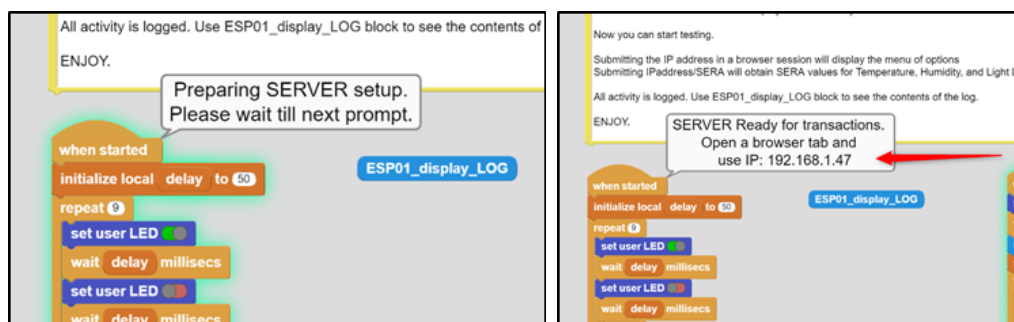 All activity is logged. Use ESP01_display_LOG block to see the contents of
ENJOY.
Preparing SERVER setup.
Please wait till next prompt.
when started
ESP01_display_LOG
initialize local delay to 50
repeat 9
set user LED
wait delay millisecs
set user LED
wait delay millisecs
Now you can start testing.
Submitting the IP address in a browser session will display the menu of options
Submitting IPaddress/SERA will obtain SERA values for Temperature, Humidity, and Light
All activity is logged. Use ESP01_display_LOG block to see the contents of the log.
ENJOY.
SERVER Ready for transactions.
Open a browser tab and
use IP: 192.168.1.47
when started
ESP01_display_LOG
initialize local delay to 50
repeat 9
set user LED
wait delay millisecs
set user LED
wait delay millisecs